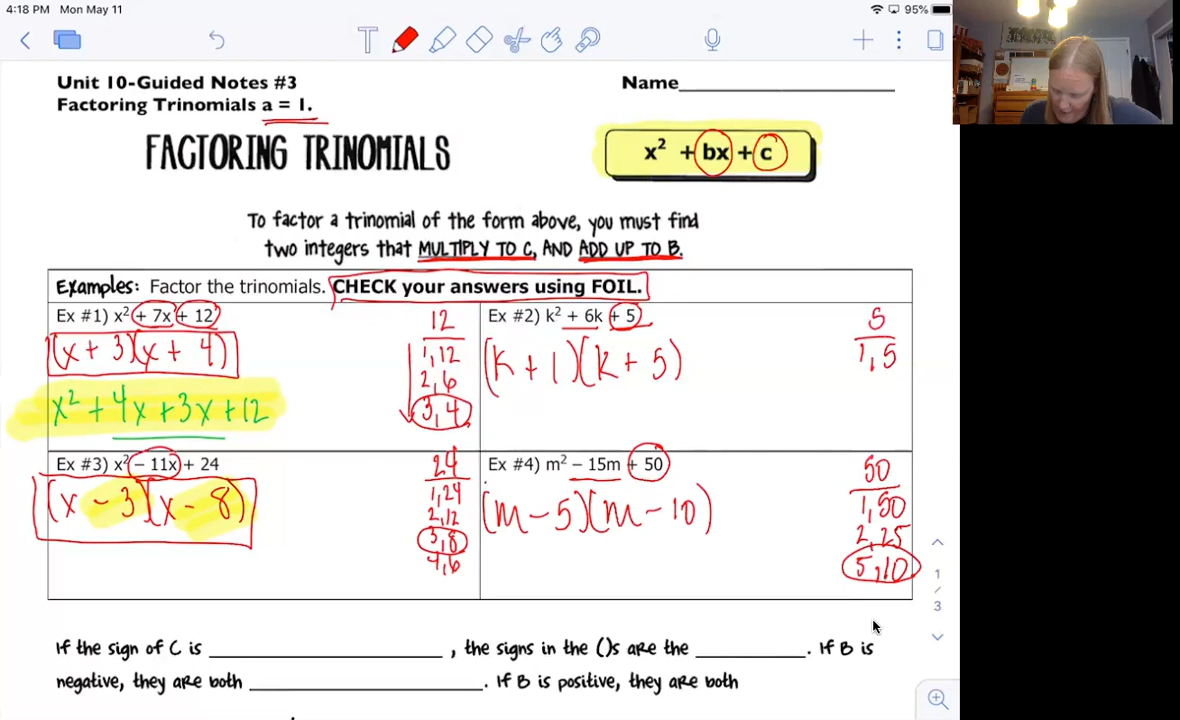 4:18 PM Mon May 11
95%
Unit 10-Guided Notes #3
Name
Factoring Trinomials a = 1.
FACTORING TRINOMIALS
x² + bx + c
To factor a trinomial of the form above, you must find
two integers that MULTIPLY TO C, AND ADD UP TO B.
Examples: Factor the trinomials. CHECK your answers using FOIL.
Ex #1) x² + 7x + 12
(x + 3)(x + 4)
x² + 4x + 3x + 12
12
1,12
2,6
3,4
Ex #2) k² + 6k + 5
(k + 1)(k + 5)
5
1,5
Ex #3) x² – 11x + 24
(x – 3)(x – 8)
24
1,24
2,12
3,8
4,6
Ex #4) m² – 15m + 50
(m – 5)(m – 10)
50
1,50
2,25
5,10
1
/
3
If the sign of C is ____________________ , the signs in the ()s are the __________. If B is
negative, they are both ____________________. If B is positive, they are both